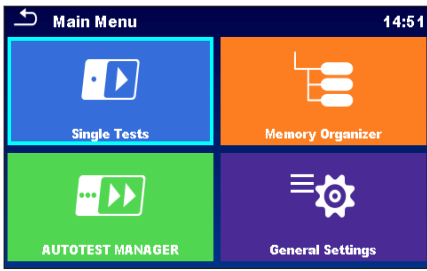 Main Menu 14:51
Single Tests
Memory Organizer
AUTOTEST MANAGER
General Settings